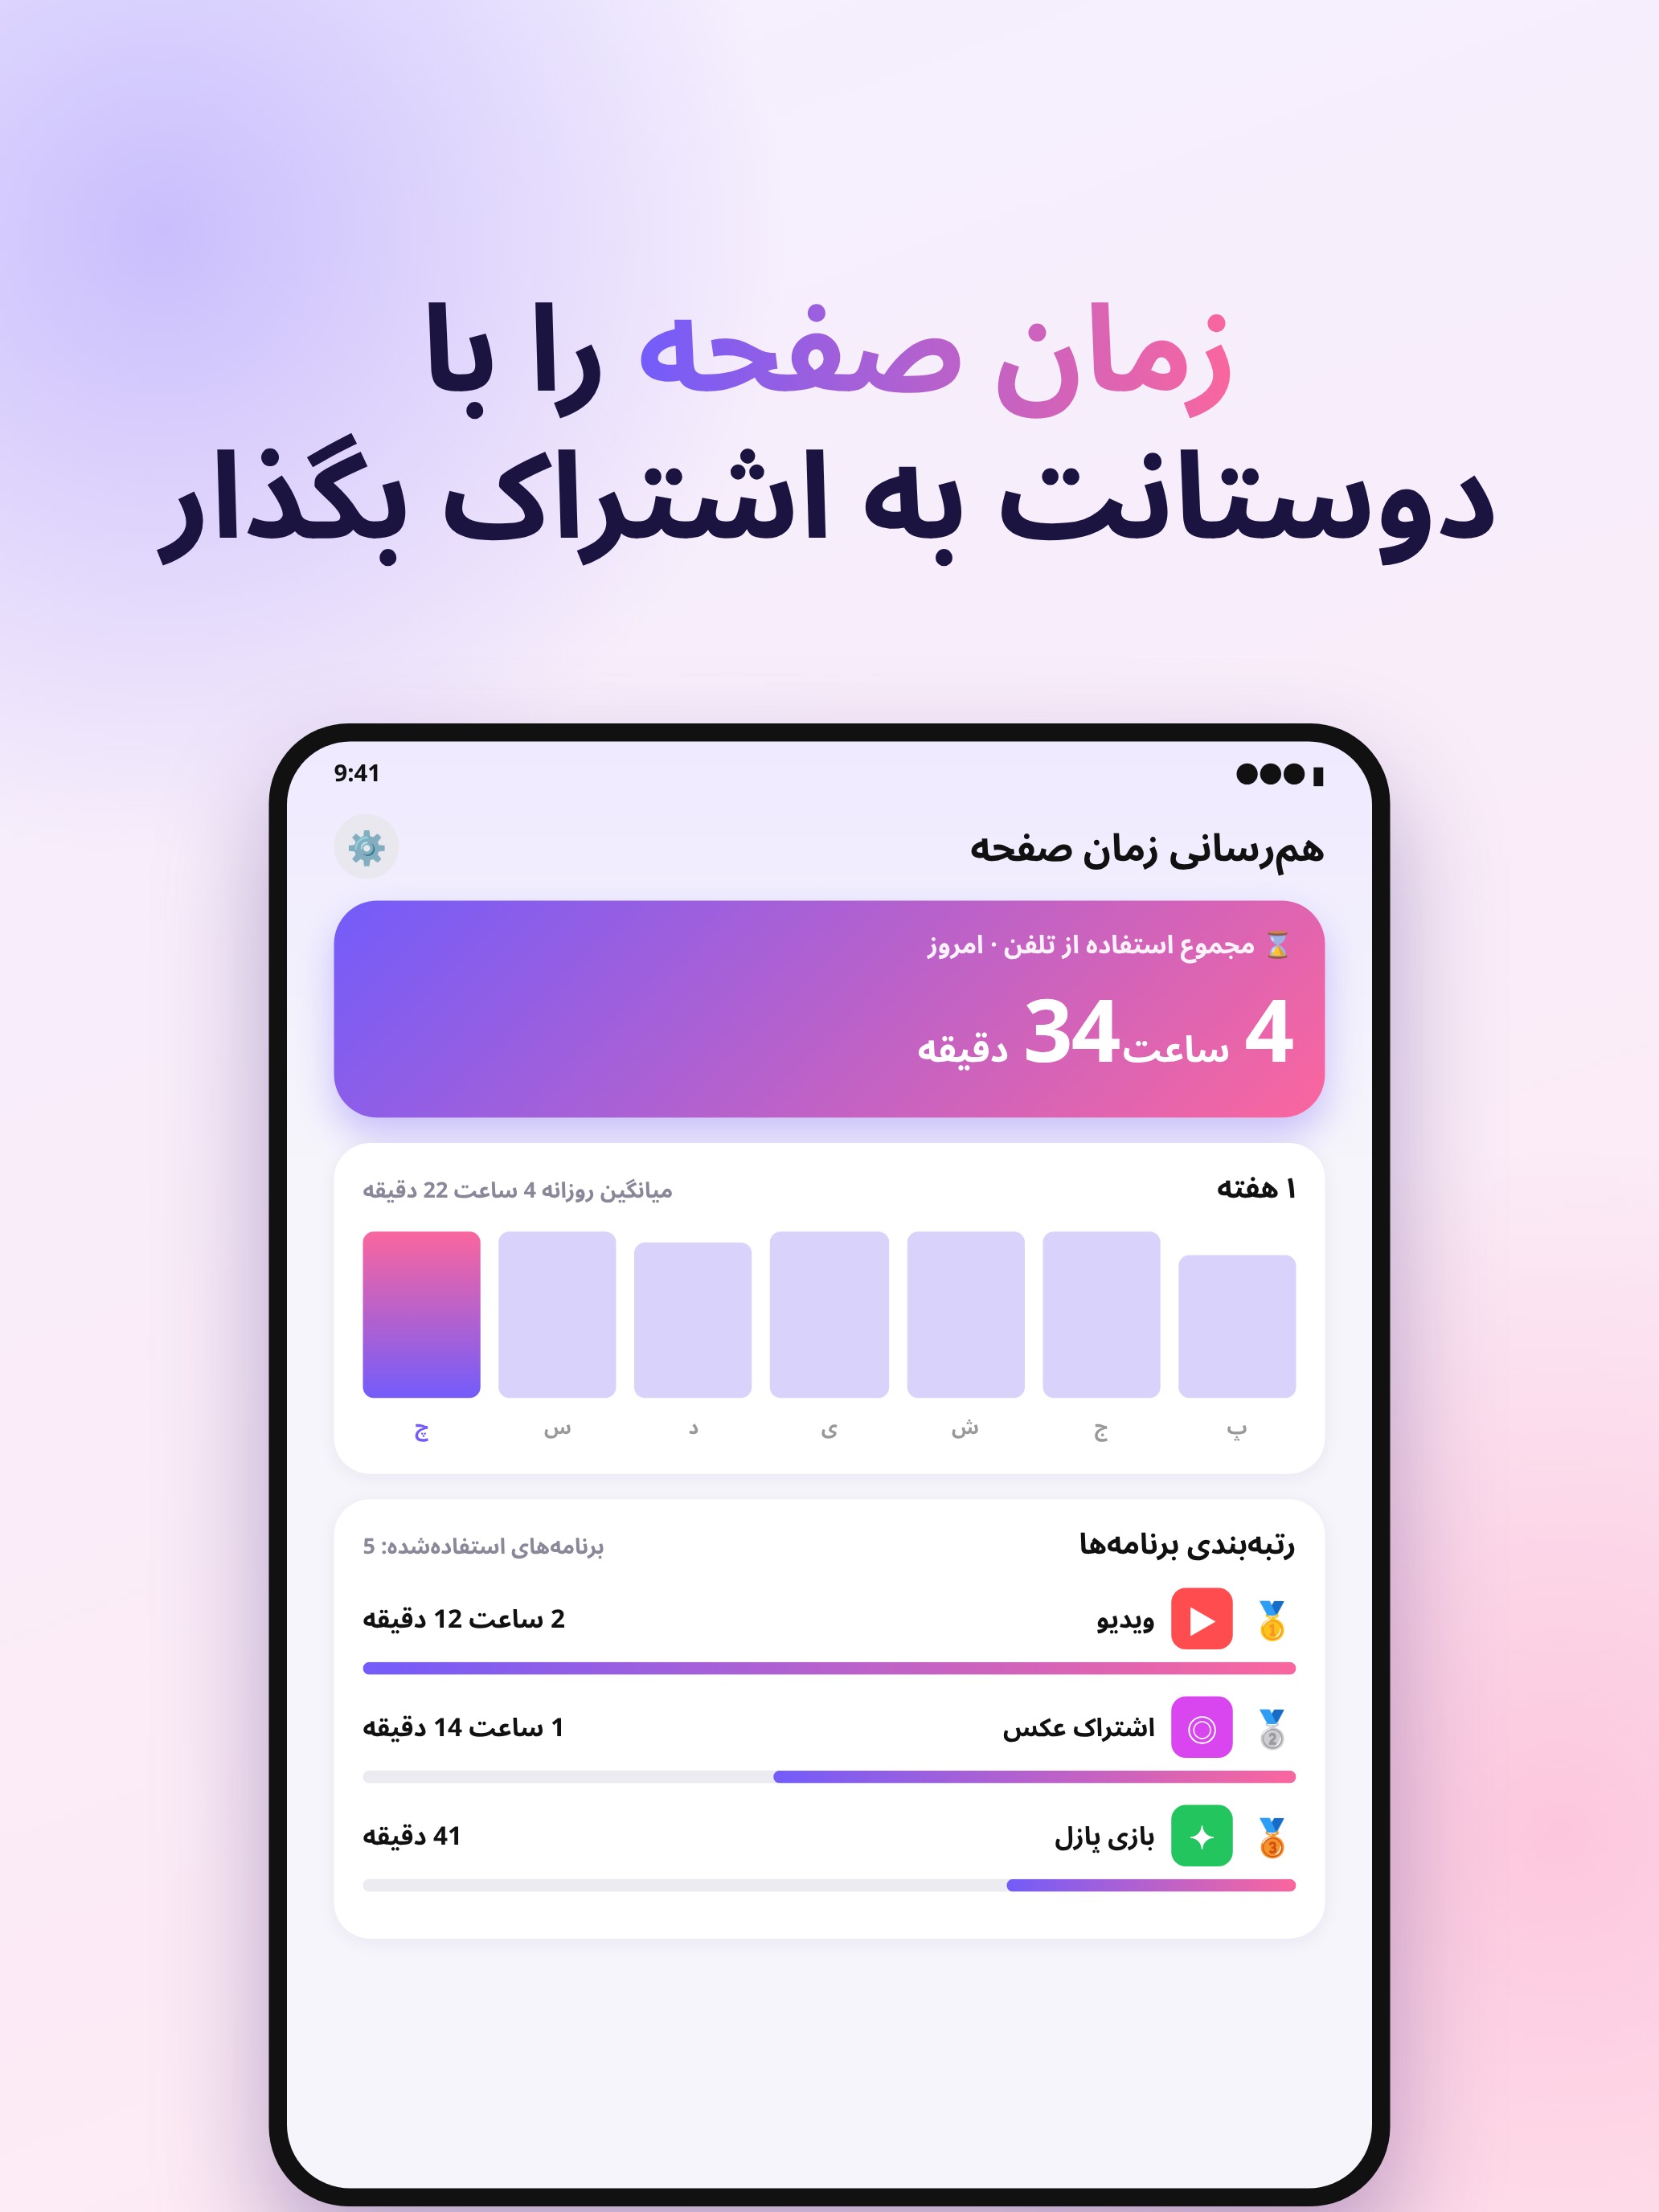 زمان صفحه را با
دوستانت به اشتراک بگذار
9:41
هم‌رسانی زمان صفحه
⌛ مجموع استفاده از تلفن · امروز
4 ساعت 34 دقیقه
۱ هفته
میانگین روزانه 4 ساعت 22 دقیقه
پ ج ش ی د س چ
رتبه‌بندی برنامه‌ها
برنامه‌های استفاده‌شده: 5
🥇 ویدیو
2 ساعت 12 دقیقه
🥈 اشتراک عکس
1 ساعت 14 دقیقه
🥉 بازی پازل
41 دقیقه